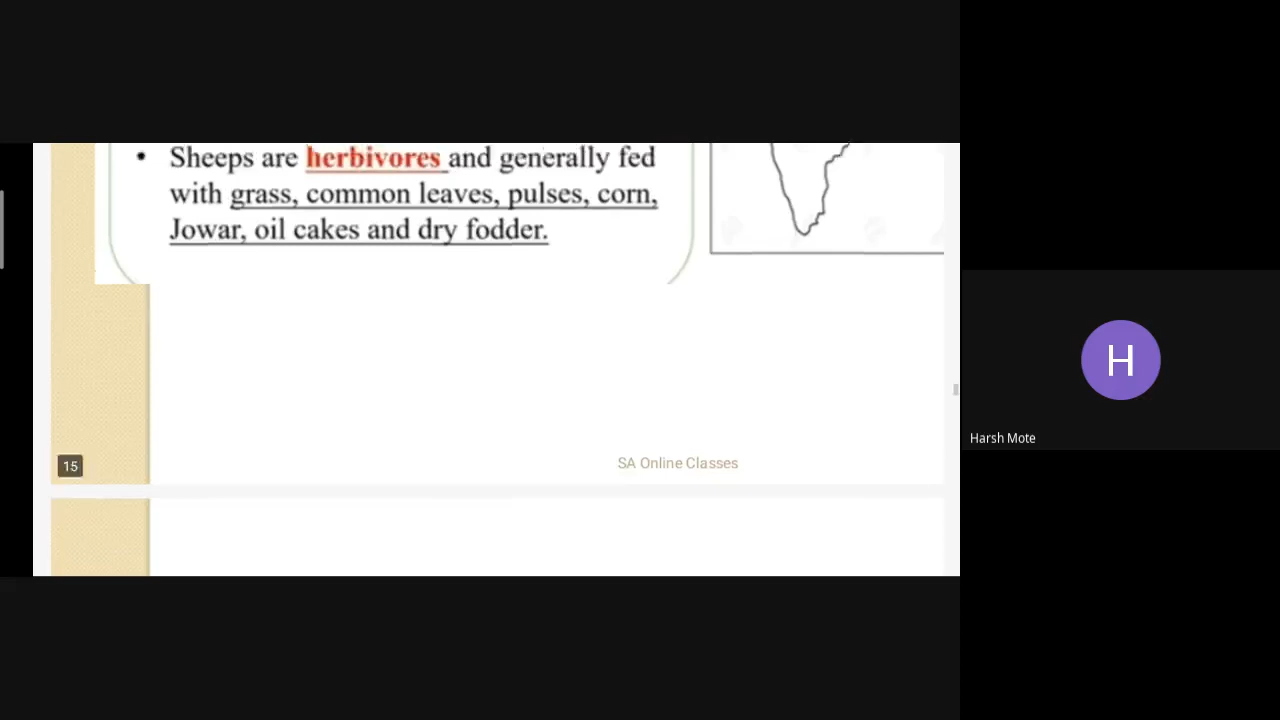 Sheeps are herbivores and generally fed
with grass, common leaves, pulses, corn,
Jowar, oil cakes and dry fodder.
15
SA Online Classes
H
Harsh Mote